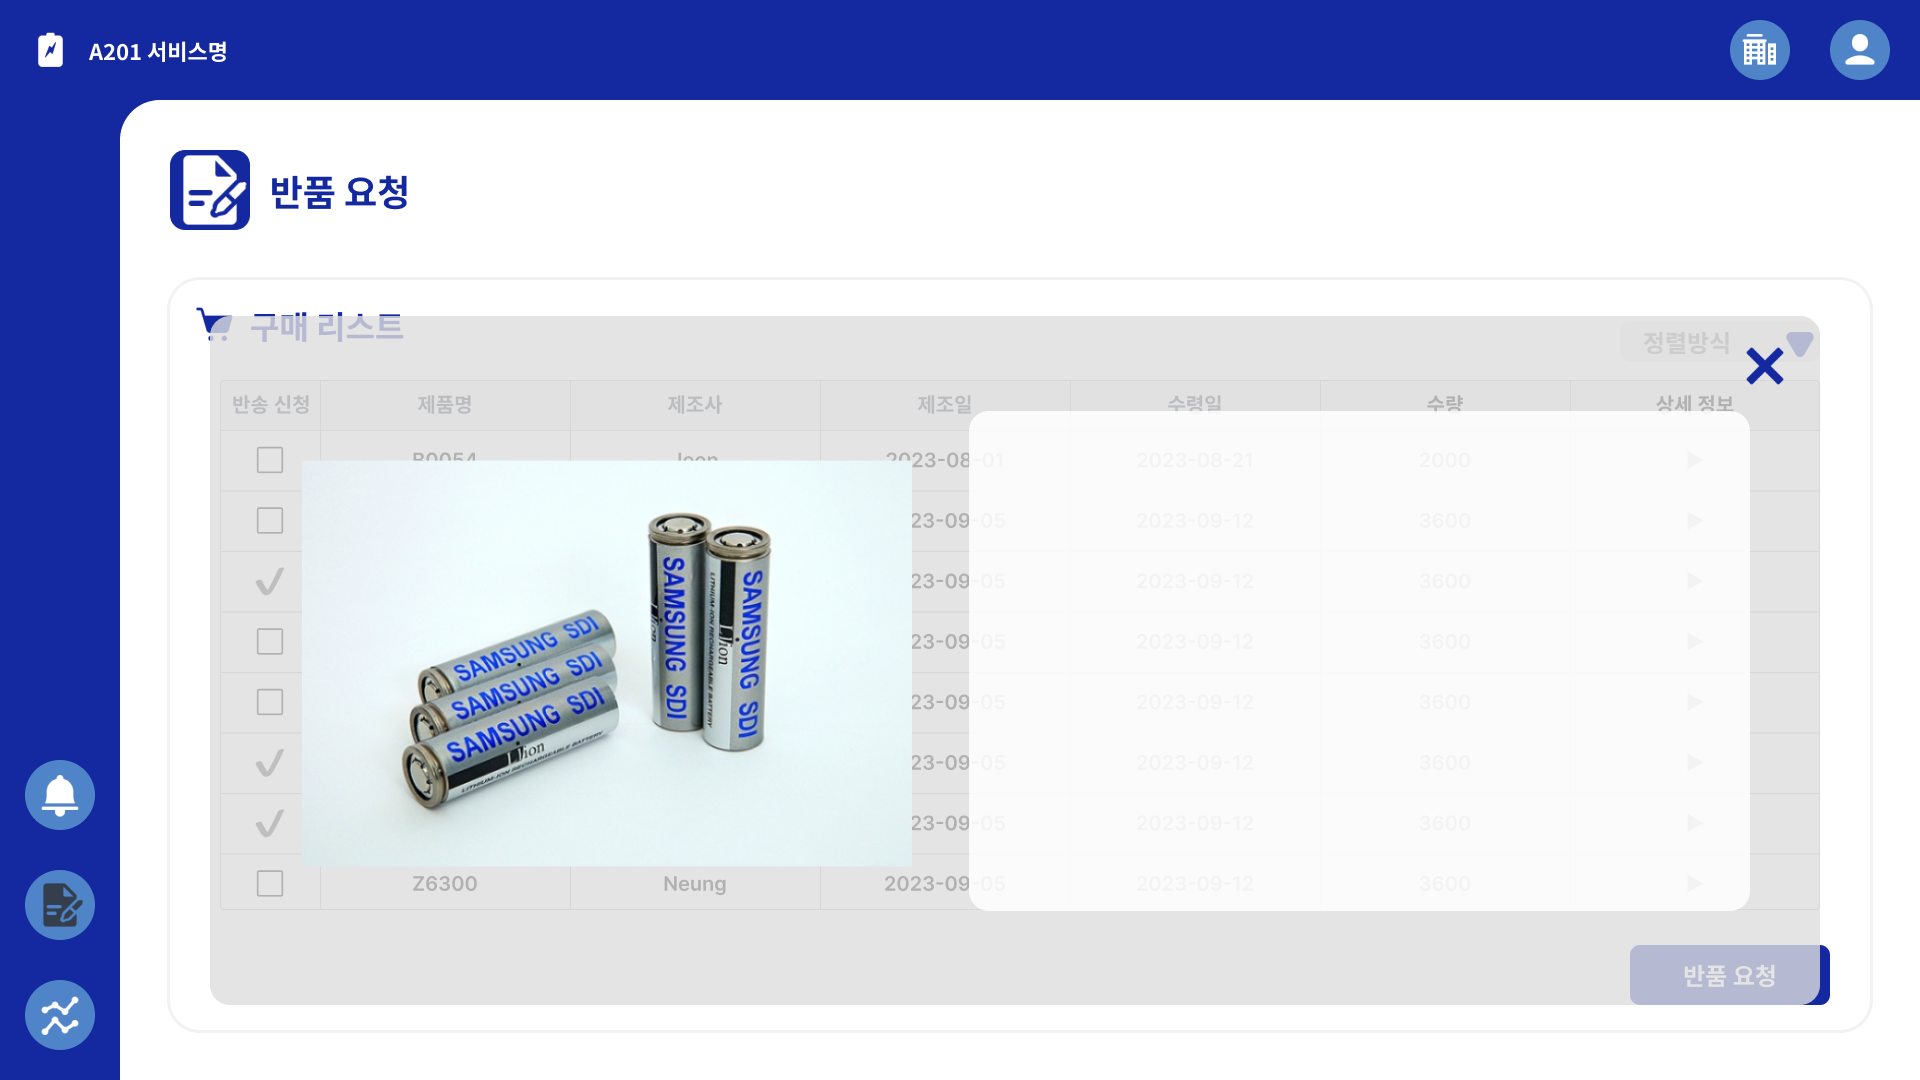 A201 서비스명
반품 요청
구매 리스트
정렬방식
반송 신청 제품명 제조사 제조일 수령일 수량 상세 정보
B0054 Jeon 2023-08-01 2023-08-21 2000
23-09-05 2023-09-12 3600
23-09-05 2023-09-12 3600
23-09-05 2023-09-12 3600
23-09-05 2023-09-12 3600
23-09-05 2023-09-12 3600
23-09-05 2023-09-12 3600
Z6300 Neung 2023-09-05 2023-09-12 3600
SAMSUNG SDI
SAMSUNG SDI
SAMSUNG SDI
Li-ion
LITHIUM-ION RECHARGEABLE BATTERY
SAMSUNG SDI
LITHIUM-ION RECHARGEABLE BATTERY
Li-ion
SAMSUNG SDI
반품 요청